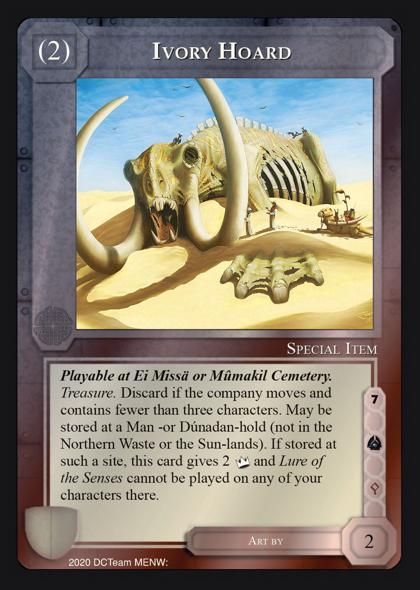 (2)
Ivory Hoard
Special Item
Playable at Ei Missä or Mûmakil Cemetery.
Treasure. Discard if the company moves and
contains fewer than three characters. May be
stored at a Man -or Dúnadan-hold (not in the
Northern Waste or the Sun-lands). If stored
at such a site, this card gives 2 and Lure of
the Senses cannot be played on any of your
characters there.
7
Art by
2
2020 DCTeam MENW: